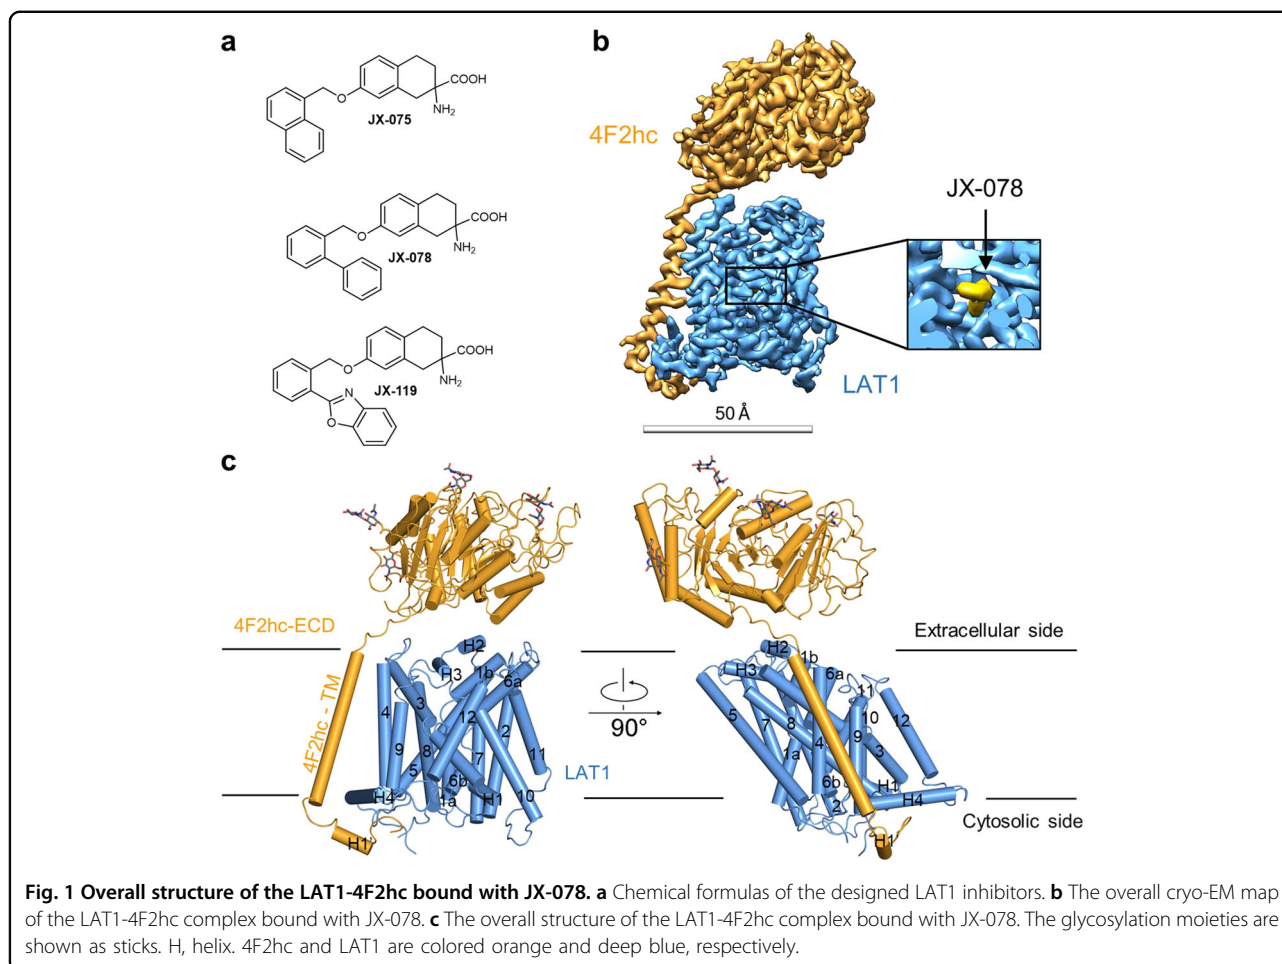 a
COOH
O
NH2
JX-075
COOH
O
NH2
JX-078
COOH
O
NH2
JX-119
N
O
b
4F2hc
JX-078
LAT1
50 Å
c
4F2hc-ECD
4F2hc - TM
H2
H3
1b
6a
3
4
12
2
9
8
7
11
5
6b
H4
1a
H1
10
H1'
LAT1
90°
Extracellular side
H2
1b
H3
6a
11
5
7
8
10
12
4
9
3
1a
6b
H1
2
H4
H1'
Cytosolic side
Fig. 1 Overall structure of the LAT1-4F2hc bound with JX-078. a Chemical formulas of the designed LAT1 inhibitors. b The overall cryo-EM map
of the LAT1-4F2hc complex bound with JX-078. c The overall structure of the LAT1-4F2hc complex bound with JX-078. The glycosylation moieties are
shown as sticks. H, helix. 4F2hc and LAT1 are colored orange and deep blue, respectively.